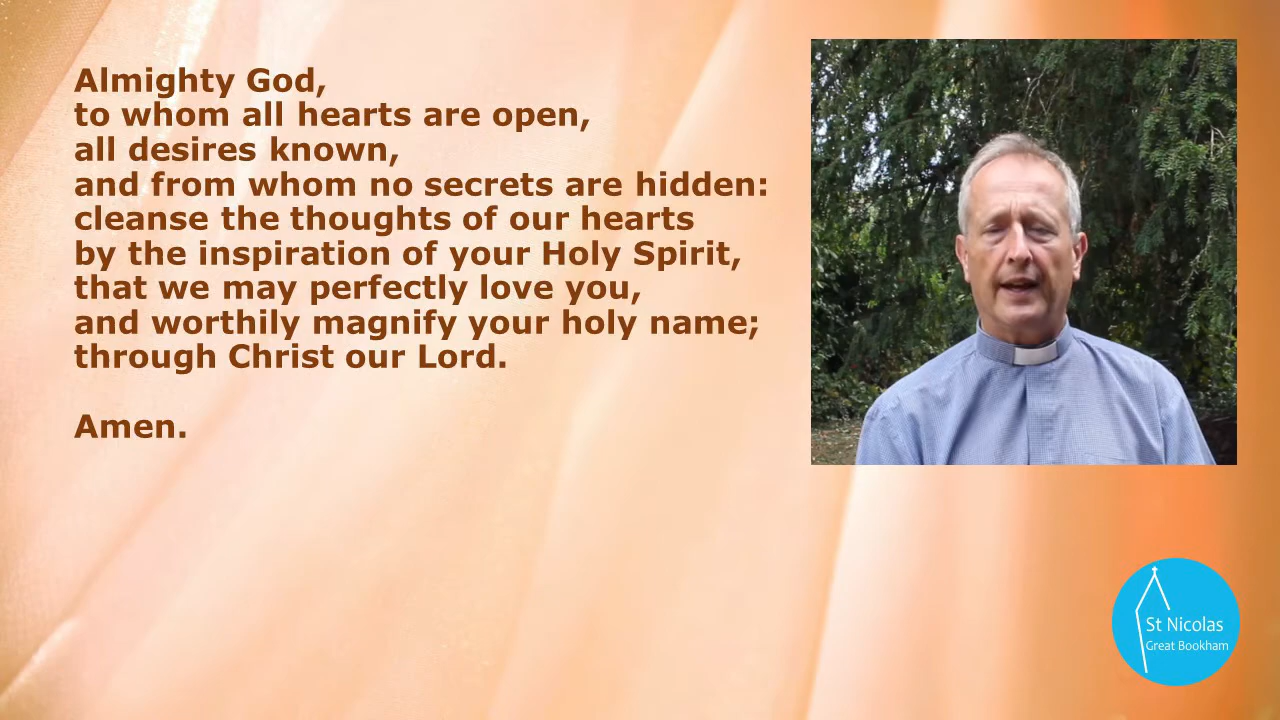 Almighty God,
to whom all hearts are open,
all desires known,
and from whom no secrets are hidden:
cleanse the thoughts of our hearts
by the inspiration of your Holy Spirit,
that we may perfectly love you,
and worthily magnify your holy name;
through Christ our Lord.
Amen.
St Nicolas
Great Bookham